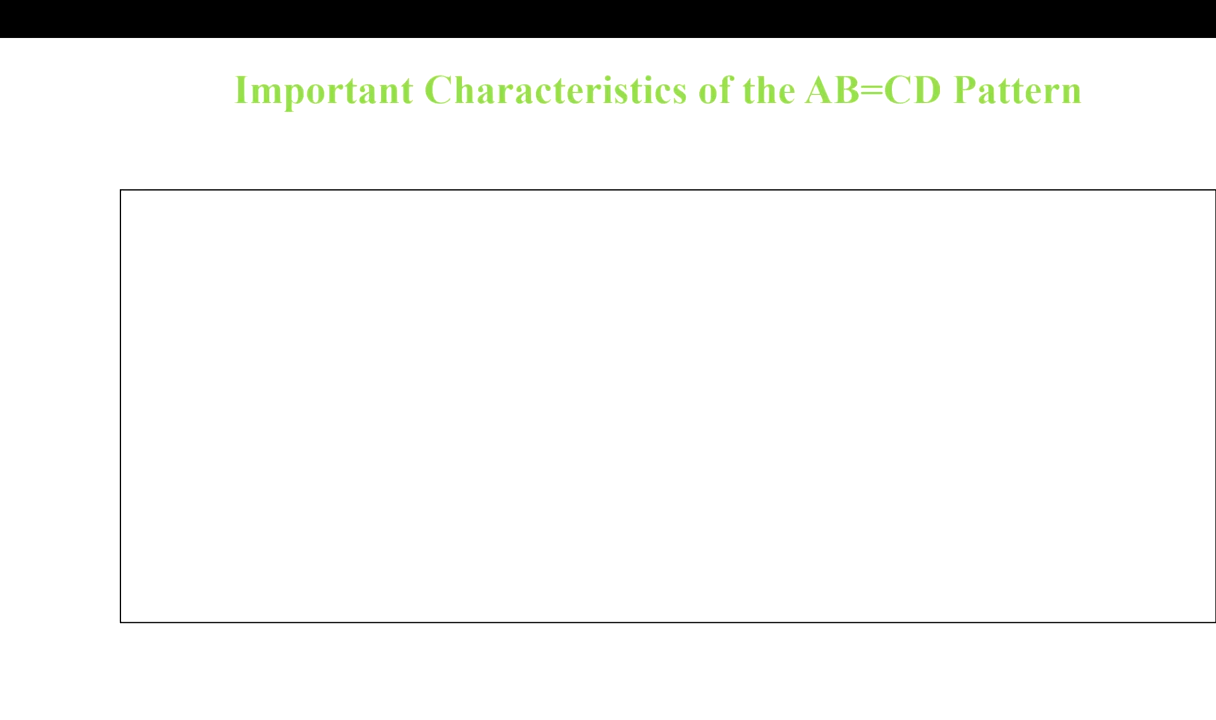 Important Characteristics of the AB=CD Pattern